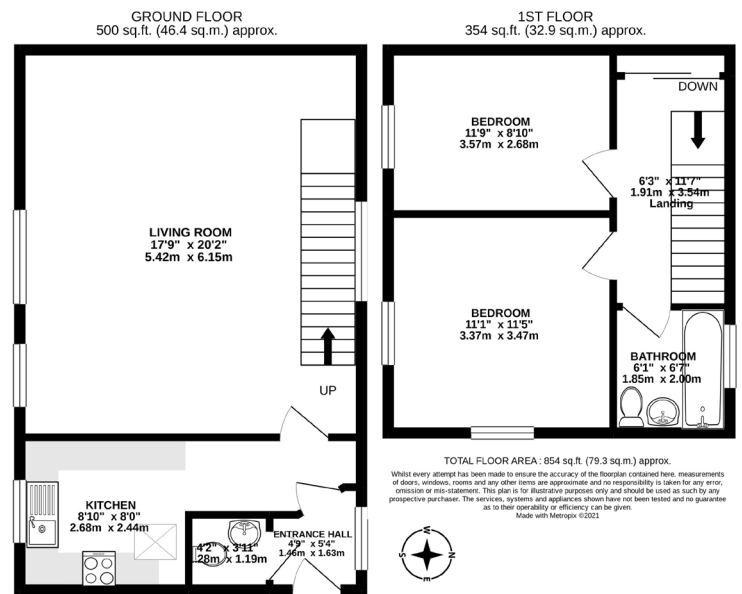 GROUND FLOOR
500 sq.ft. (46.4 sq.m.) approx.
1ST FLOOR
354 sq.ft. (32.9 sq.m.) approx.
DOWN
BEDROOM
11'9" x 8'10"
3.57m x 2.68m
6'3" x 11'7"
1.91m x 3.54m
Landing
LIVING ROOM
17'9" x 20'2"
5.42m x 6.15m
BEDROOM
11'1" x 11'5"
3.37m x 3.47m
BATHROOM
6'1" x 6'7"
1.85m x 2.00m
UP
KITCHEN
8'10" x 8'0"
2.68m x 2.44m
4'2" x 3'11"
1.28m x 1.19m
ENTRANCE HALL
4'9" x 5'4"
1.46m x 1.63m
TOTAL FLOOR AREA : 854 sq.ft. (79.3 sq.m.) approx.
Whilst every attempt has been made to ensure the accuracy of the floorplan contained here, measurements
of doors, windows, rooms and any other items are approximate and no responsibility is taken for any error,
omission or mis-statement. This plan is for illustrative purposes only and should be used as such by any
prospective purchaser. The services, systems and appliances shown have not been tested and no guarantee
as to their operability or efficiency can be given.
Made with Metropix ©2021
W
S
N
E